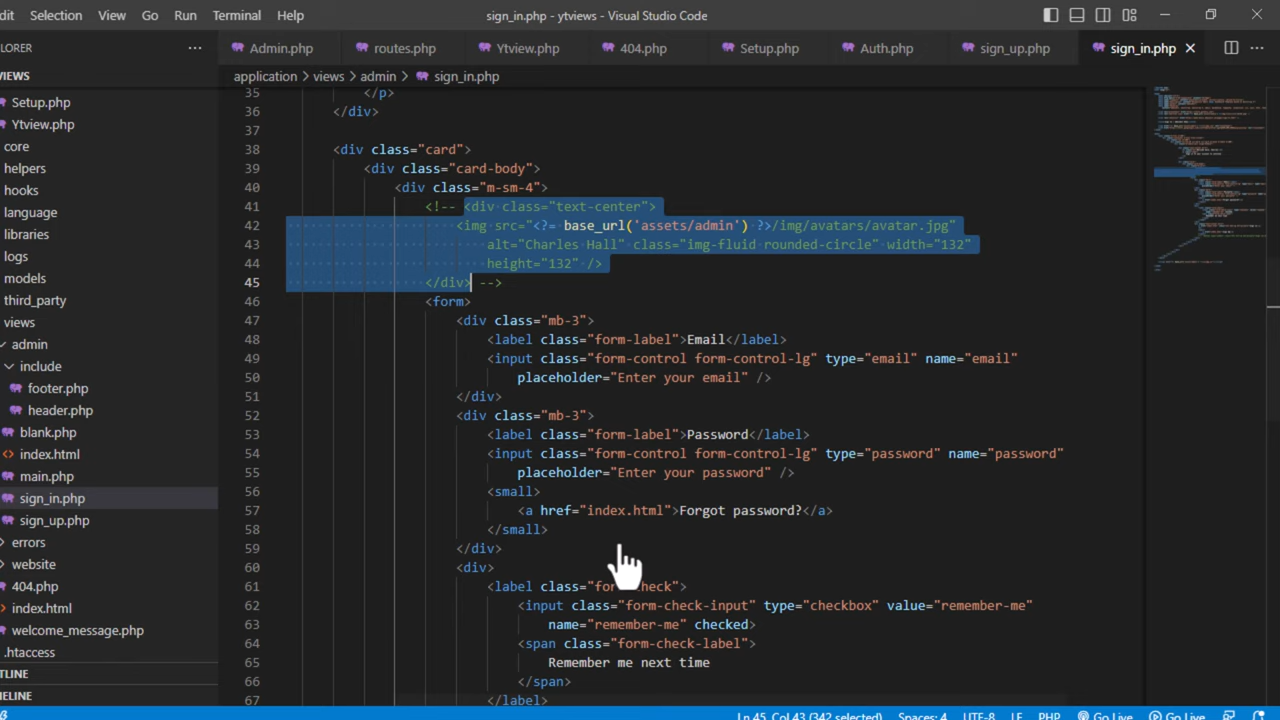 Selection View Go Run Terminal Help
sign_in.php - ytviews - Visual Studio Code
Admin.php routes.php Ytview.php 404.php Setup.php Auth.php sign_up.php sign_in.php
application > views > admin > sign_in.php
Setup.php
Ytview.php
core
helpers
hooks
language
libraries
logs
models
third_party
views
admin
include
footer.php
header.php
blank.php
index.html
main.php
sign_in.php
sign_up.php
errors
website
404.php
index.html
welcome_message.php
.htaccess
35 </p>
36 </div>
37
38 <div class="card">
39 <div class="card-body">
40 <div class="m-sm-4">
41 <!-- <div class="text-center">
42 <img src="<?= base_url('assets/admin') ?>/img/avatars/avatar.jpg"
43 alt="Charles Hall" class="img-fluid rounded-circle" width="132"
44 height="132" />
45 </div> -->
46 <form>
47 <div class="mb-3">
48 <label class="form-label">Email</label>
49 <input class="form-control form-control-lg" type="email" name="email"
50 placeholder="Enter your email" />
51 </div>
52 <div class="mb-3">
53 <label class="form-label">Password</label>
54 <input class="form-control form-control-lg" type="password" name="password"
55 placeholder="Enter your password" />
56 <small>
57 <a href="index.html">Forgot password?</a>
58 </small>
59 </div>
60 <div>
61 <label class="form-check">
62 <input class="form-check-input" type="checkbox" value="remember-me"
63 name="remember-me" checked>
64 <span class="form-check-label">
65 Remember me next time
66 </span>
67 </label>
Ln 45, Col 43 (342 selected) Spaces: 4 UTF-8 LF PHP Go Live Go Live